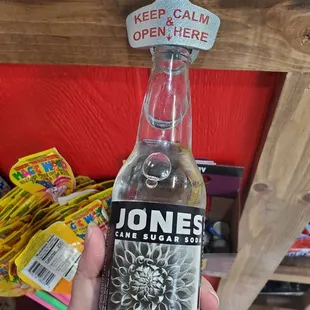 KEEP CALM
&
OPEN HERE
JONES
CANE SUGAR SODA